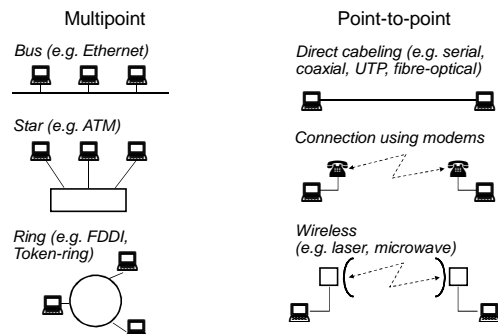 Multipoint
Bus (e.g. Ethernet)
Star (e.g. ATM)
Ring (e.g. FDDI,
Token-ring)
Point-to-point
Direct cabeling (e.g. serial,
coaxial, UTP, fibre-optical)
Connection using modems
Wireless
(e.g. laser, microwave)